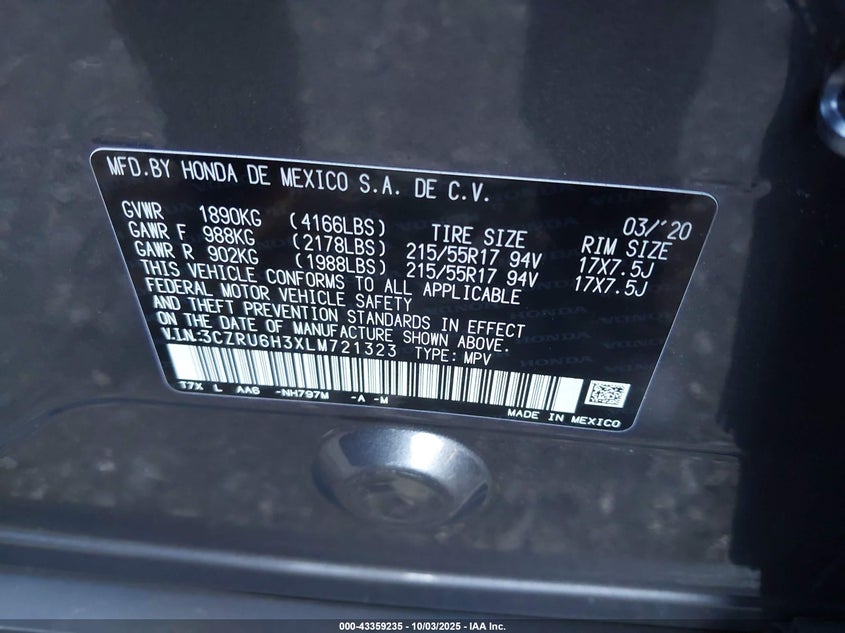 MFD.BY HONDA DE MEXICO S.A. DE C.V.
03/'20
GVWR 1890KG (4166LBS) TIRE SIZE RIM SIZE
GAWR F 988KG (2178LBS) 215/55R17 94V 17X7.5J
GAWR R 902KG (1988LBS) 215/55R17 94V 17X7.5J
THIS VEHICLE CONFORMS TO ALL APPLICABLE
FEDERAL MOTOR VEHICLE SAFETY
AND THEFT PREVENTION STANDARDS IN EFFECT
ON THE DATE OF MANUFACTURE SHOWN ABOVE.
V.I.N:3CZRU6H3XLM721323 TYPE: MPV
T7X L AA6 -NH797M -A -M
MADE IN MEXICO
000-43359235 - 10/03/2025 - IAA Inc.